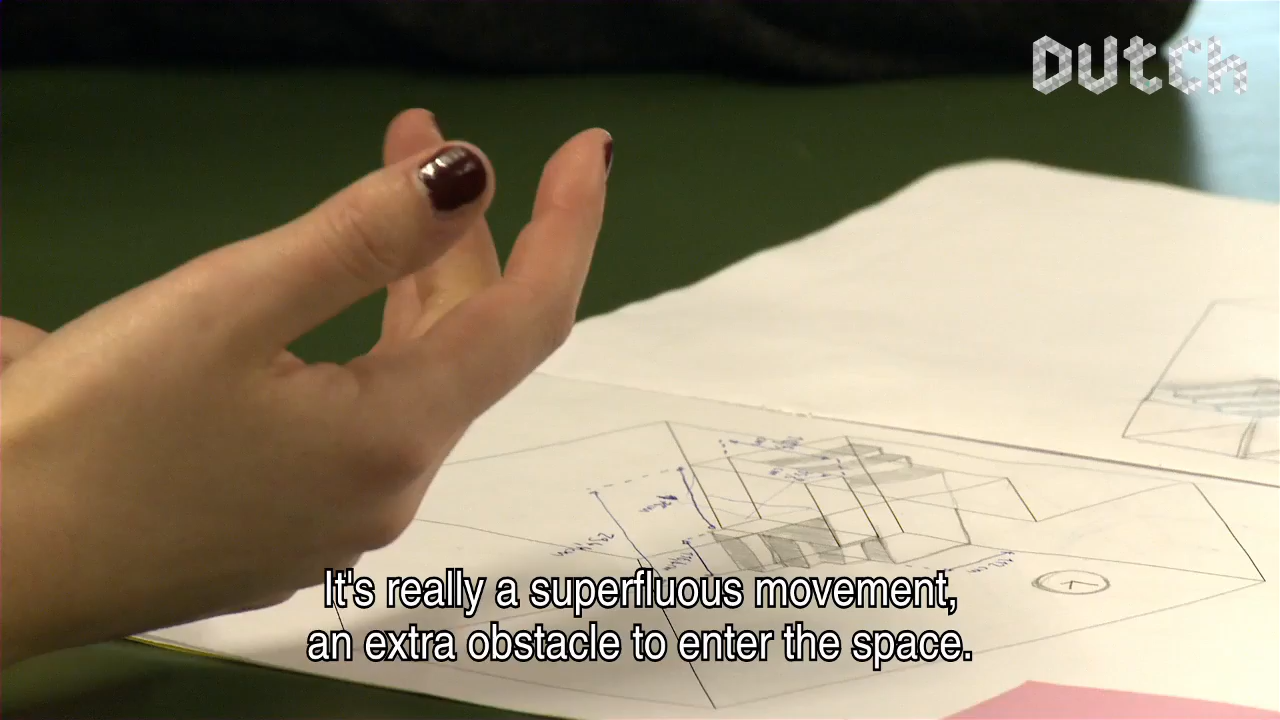 DUtCh
It's really a superfluous movement,
an extra obstacle to enter the space.